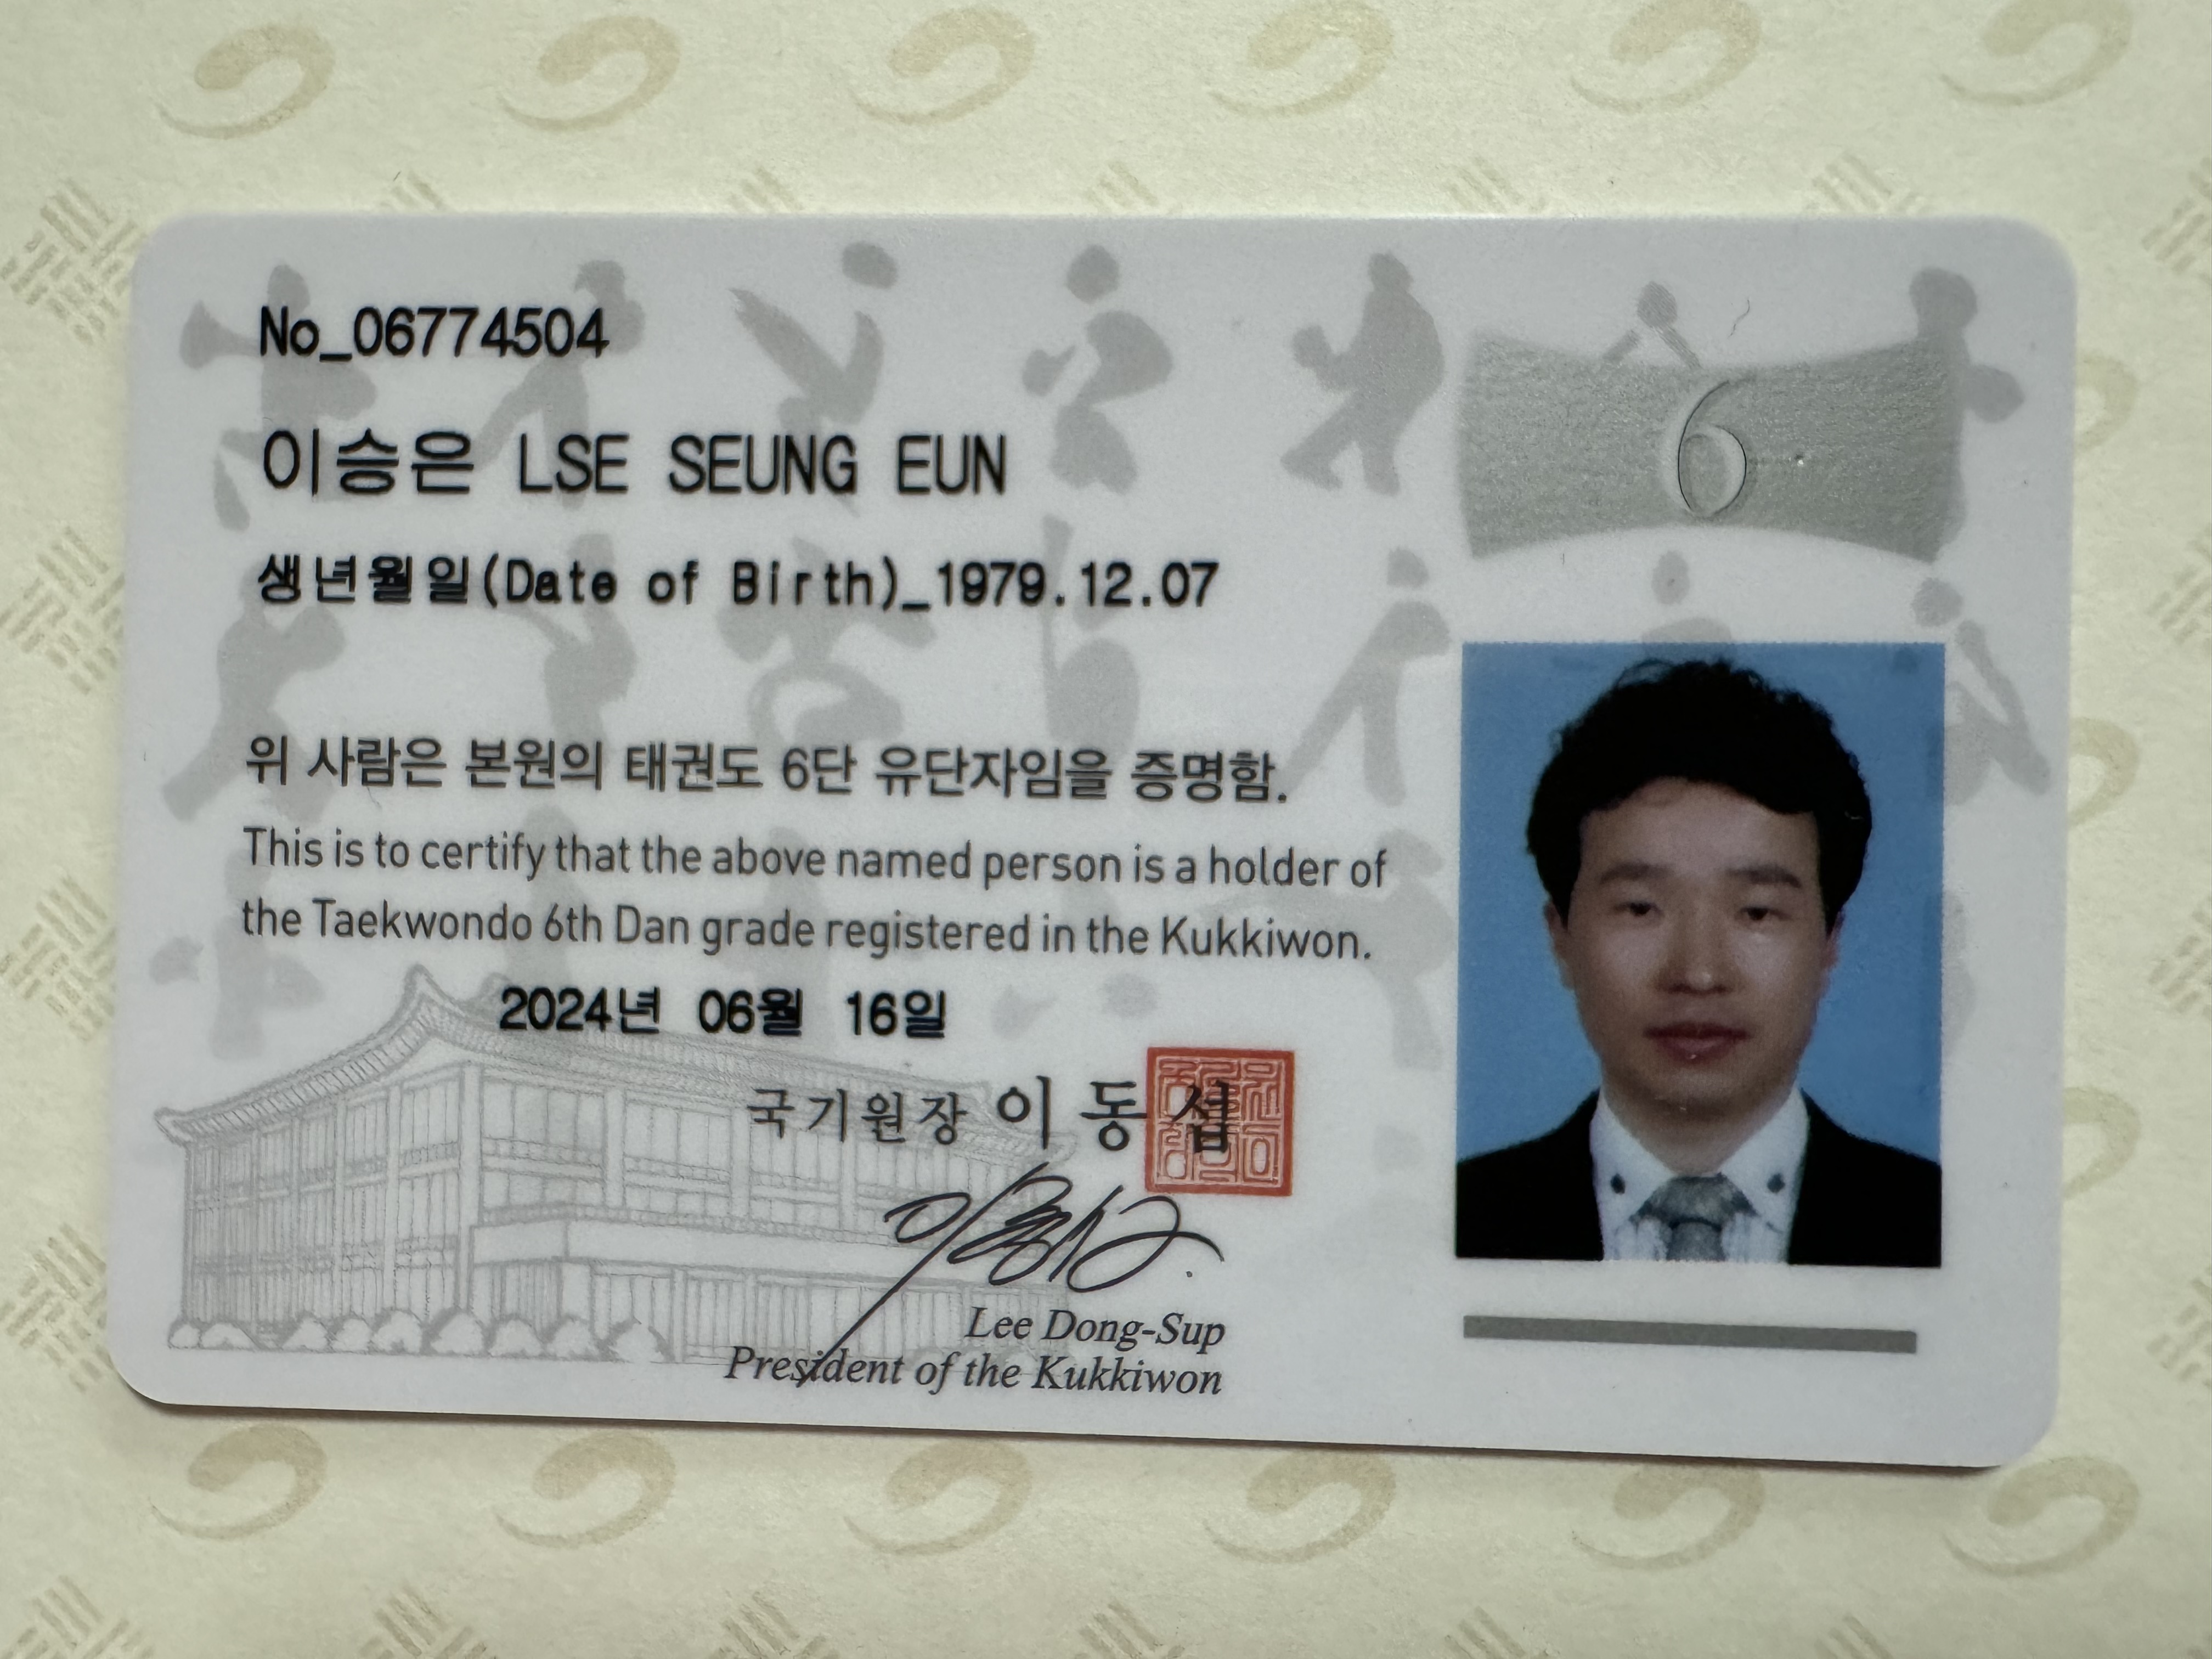 No_06774504
6
이승은 LSE SEUNG EUN
생년월일(Date of Birth)_1979.12.07
위 사람은 본원의 태권도 6단 유단자임을 증명함.
This is to certify that the above named person is a holder of
the Taekwondo 6th Dan grade registered in the Kukkiwon.
2024년 06월 16일
국기원장 이동섭
Lee Dong-Sup
President of the Kukkiwon